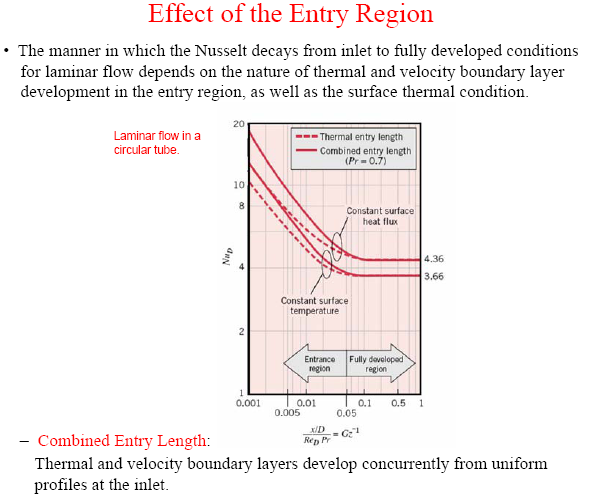 Effect of the Entry Region
• The manner in which the Nusselt decays from inlet to fully developed conditions
for laminar flow depends on the nature of thermal and velocity boundary layer
development in the entry region, as well as the surface thermal condition.
Laminar flow in a
circular tube.
20
Thermal entry length
Combined entry length
(Pr = 0.7)
10
8
Constant surface
heat flux
NuD
4.36
4
3.66
Constant surface
temperature
2
Entrance
region
Fully developed
region
1
0.001
0.005
0.01
0.05
0.1
0.5
1
x/D
ReD Pr
= Gz⁻¹
– Combined Entry Length:
Thermal and velocity boundary layers develop concurrently from uniform
profiles at the inlet.